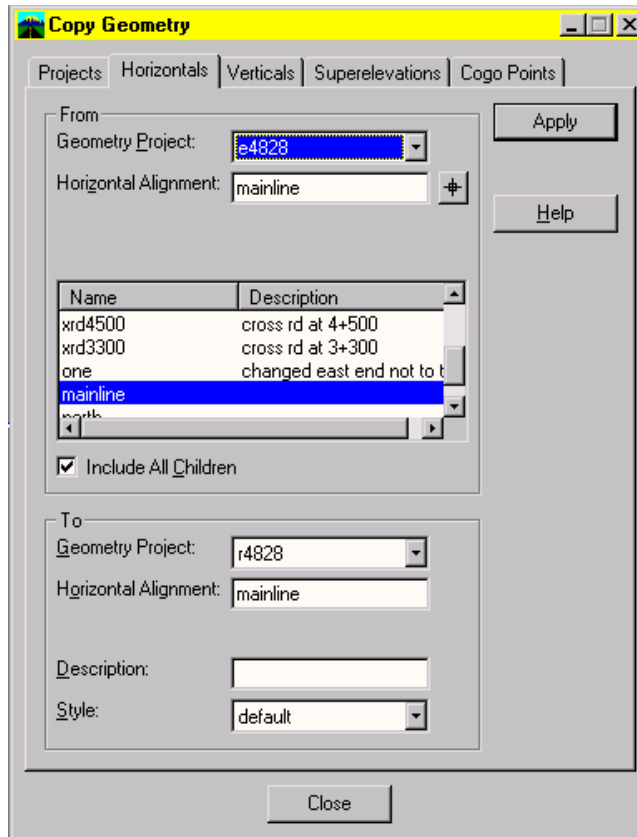 Copy Geometry
Projects Horizontals Verticals Superelevations Cogo Points
From
Geometry Project: e4828
Horizontal Alignment: mainline
Apply
Help
Name Description
xrd4500 cross rd at 4+500
xrd3300 cross rd at 3+300
one changed east end not to t
mainline
north
Include All Children
To
Geometry Project: r4828
Horizontal Alignment: mainline
Description:
Style: default
Close